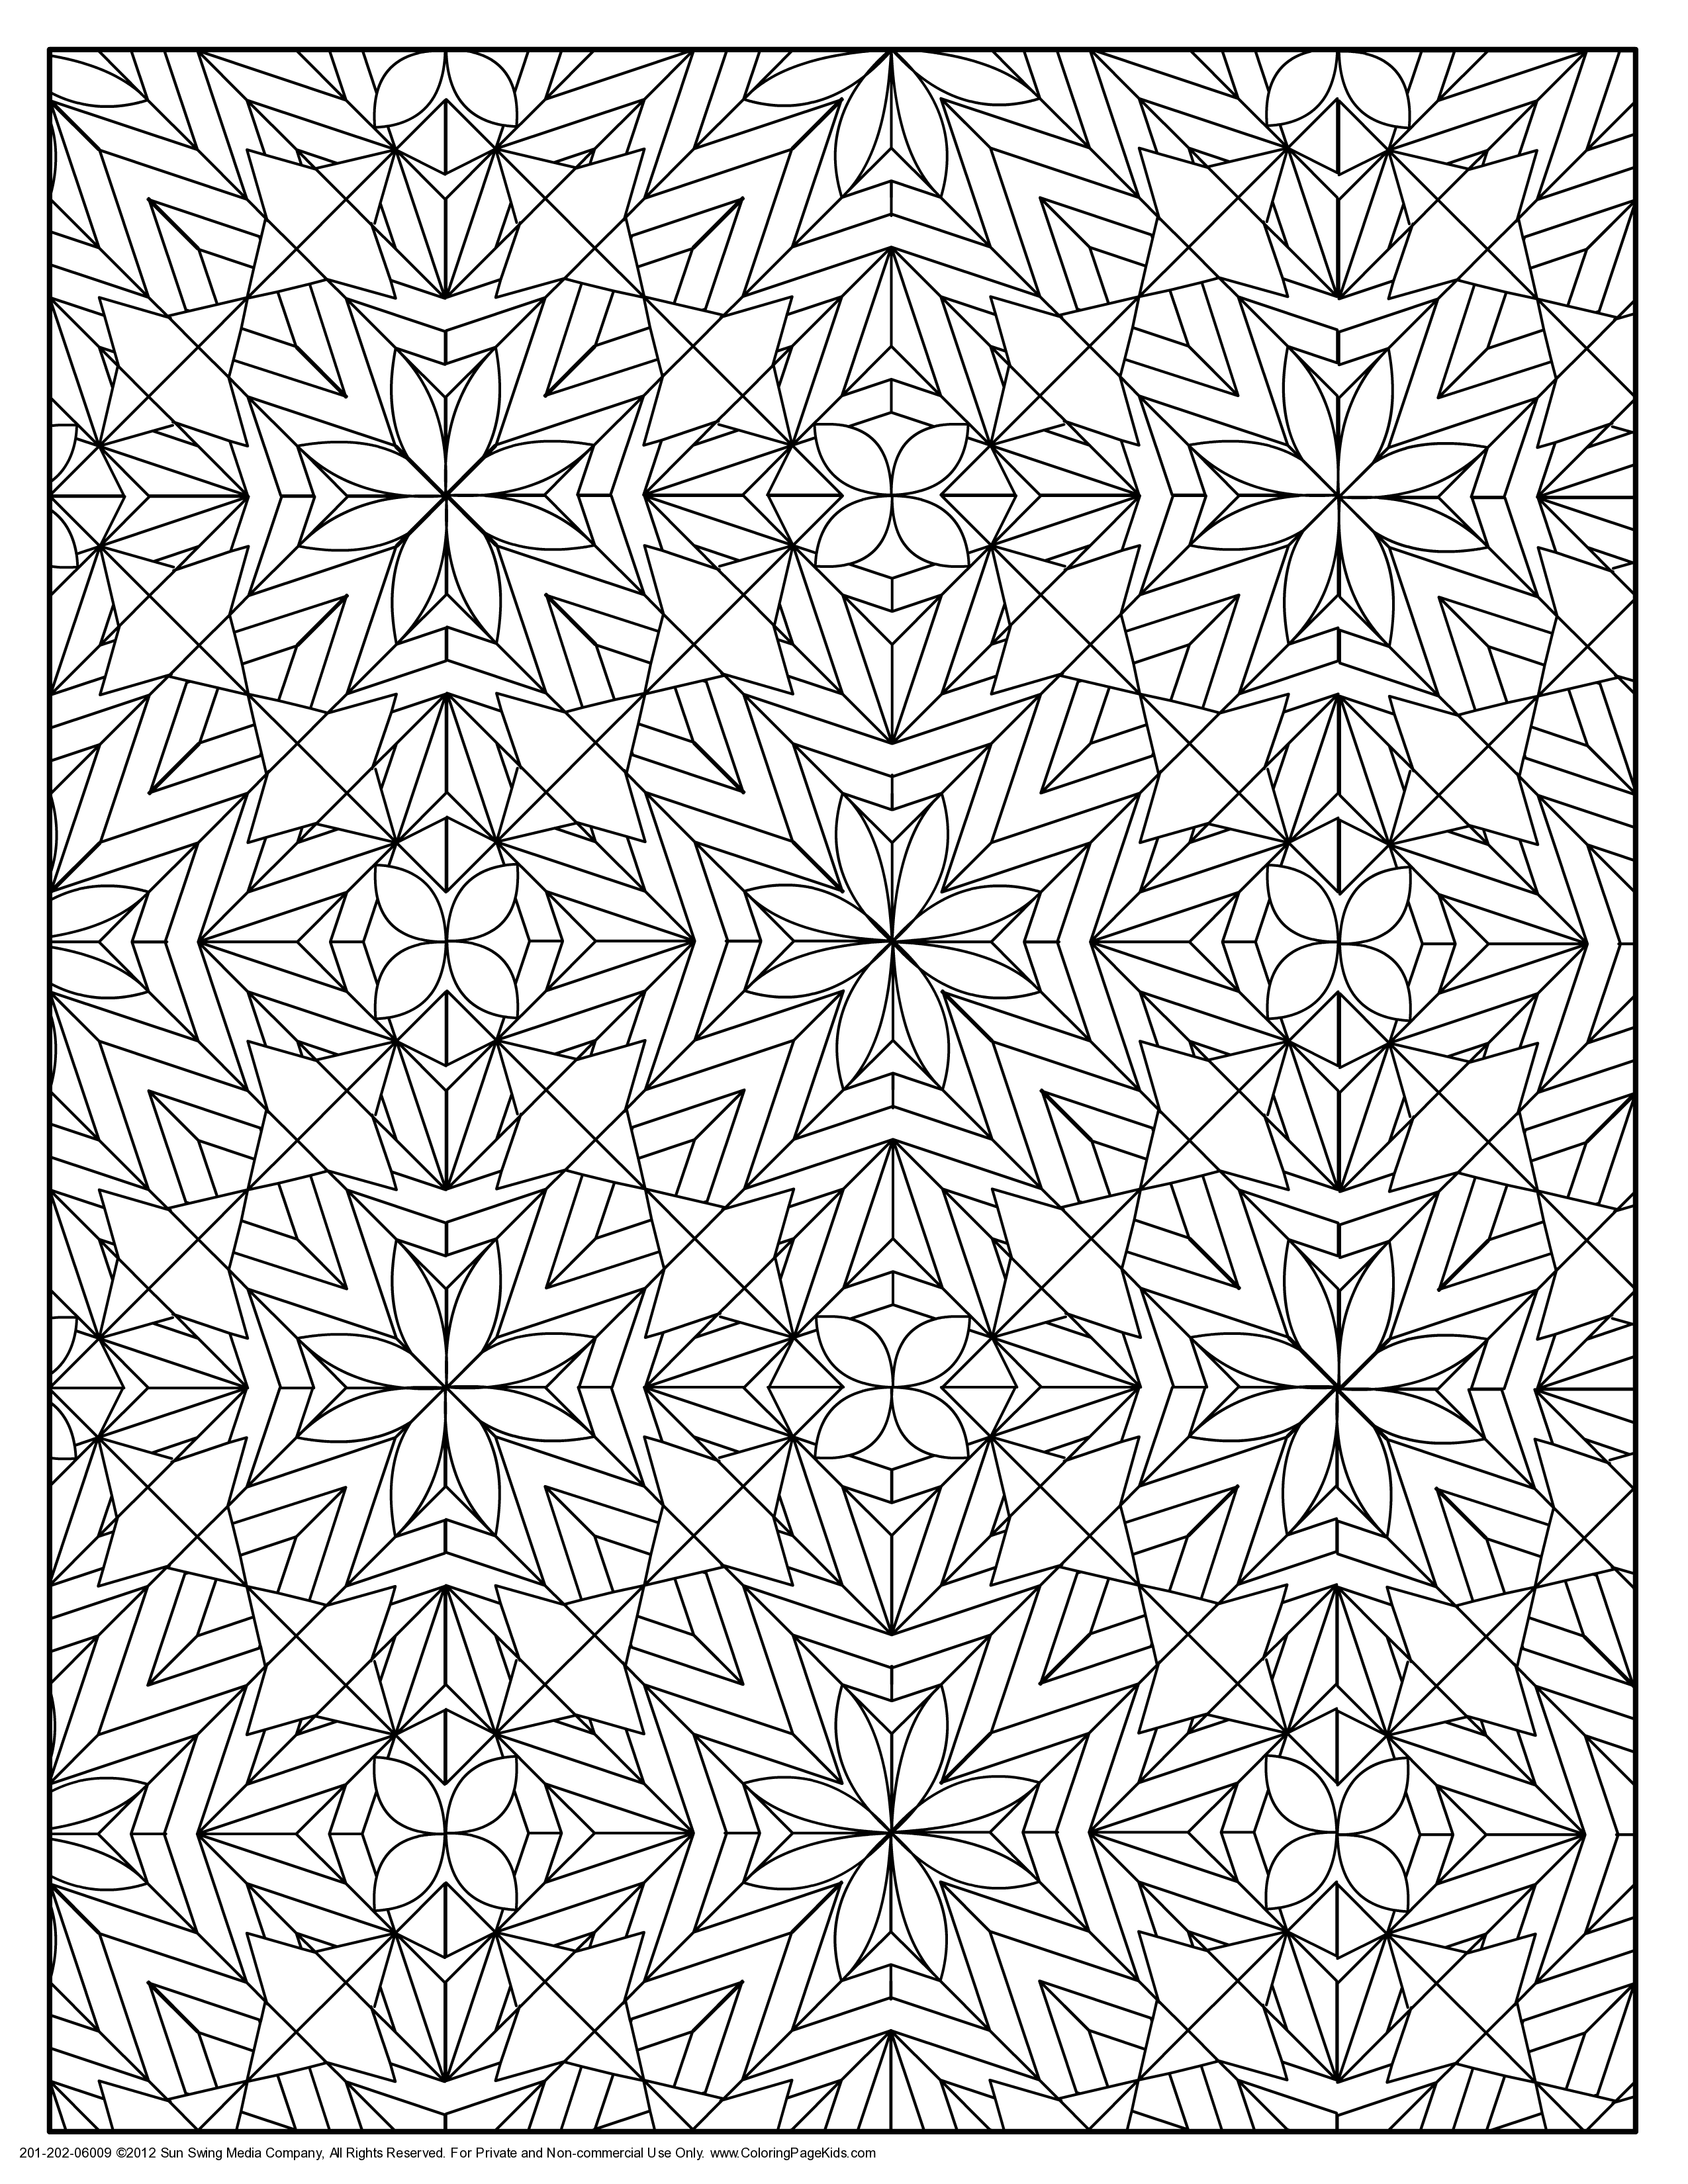 201-202-06009 ©2012 Sun Swing Media Company, All Rights Reserved. For Private and Non-commercial Use Only. www.ColoringPageKids.com